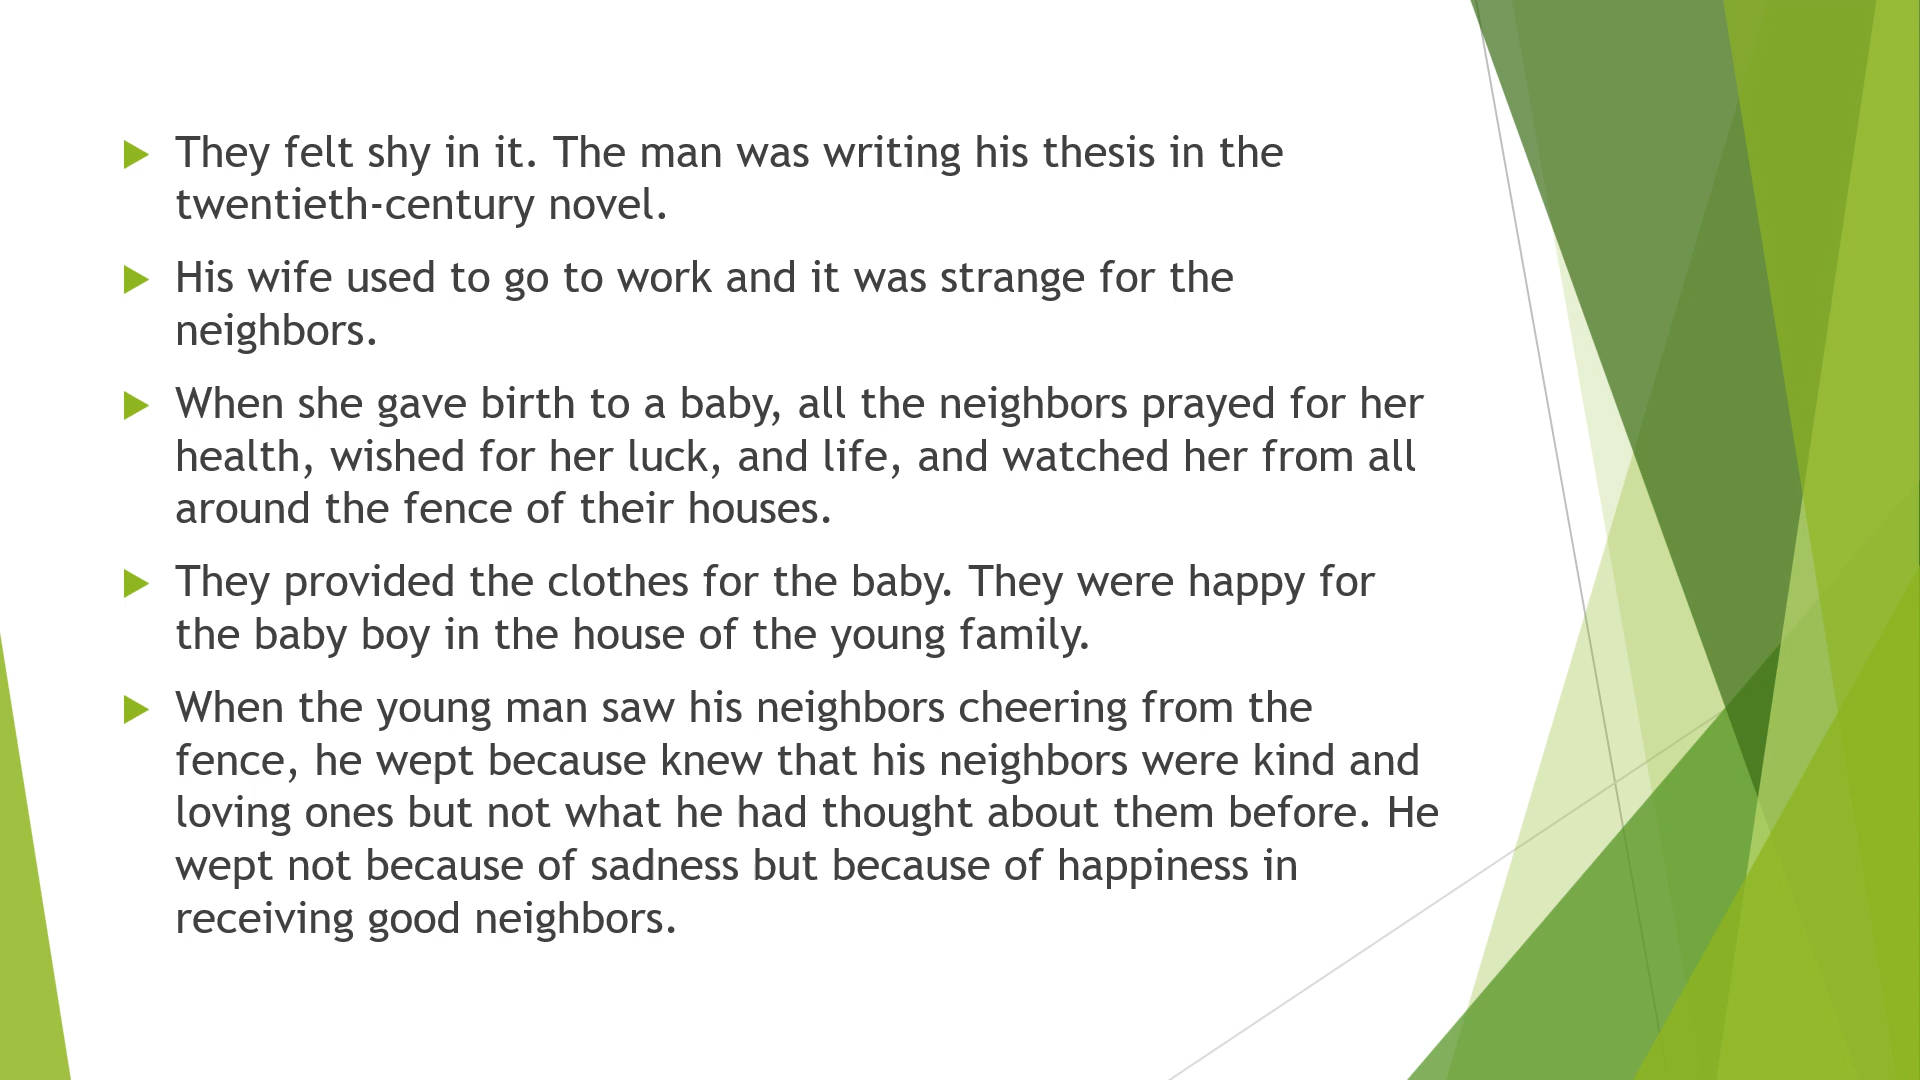 They felt shy in it. The man was writing his thesis in the
twentieth-century novel.
His wife used to go to work and it was strange for the
neighbors.
When she gave birth to a baby, all the neighbors prayed for her
health, wished for her luck, and life, and watched her from all
around the fence of their houses.
They provided the clothes for the baby. They were happy for
the baby boy in the house of the young family.
When the young man saw his neighbors cheering from the
fence, he wept because knew that his neighbors were kind and
loving ones but not what he had thought about them before. He
wept not because of sadness but because of happiness in
receiving good neighbors.